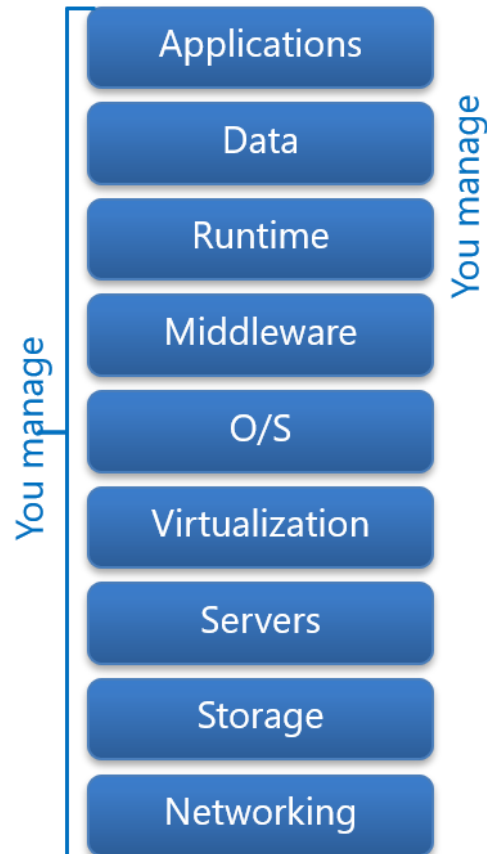 You manage
Applications
Data
Runtime
Middleware
O/S
Virtualization
Servers
Storage
Networking
You manage